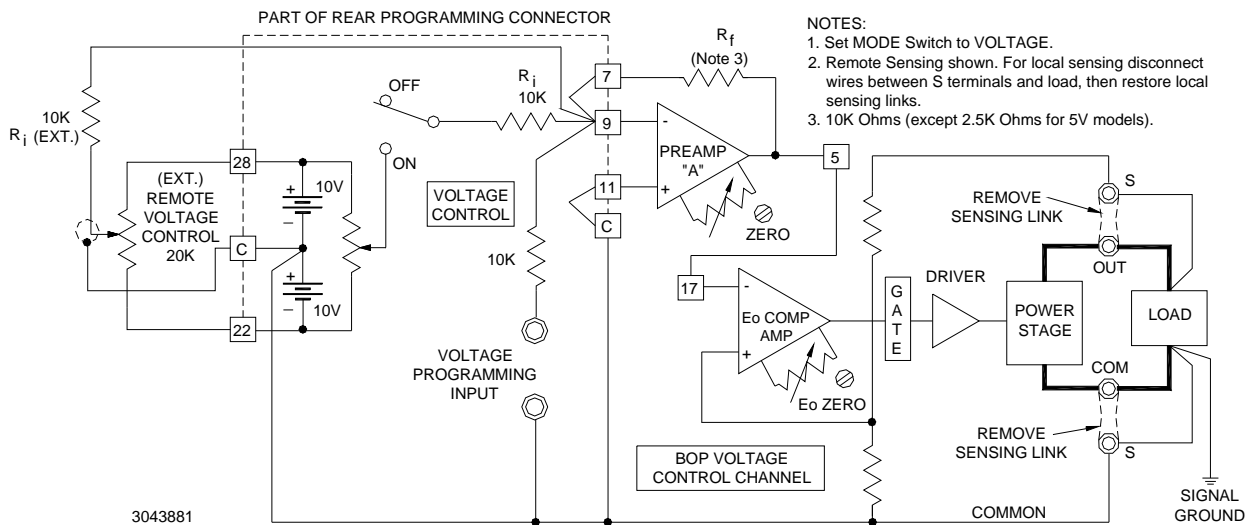 PART OF REAR PROGRAMMING CONNECTOR
NOTES:
1. Set MODE Switch to VOLTAGE.
2. Remote Sensing shown. For local sensing disconnect
wires between S terminals and load, then restore local
sensing links.
3. 10K Ohms (except 2.5K Ohms for 5V models).
10K
Ri (EXT.)
(EXT.)
REMOTE
VOLTAGE
CONTROL
20K
28
C
22
+
10V
–
+
–
10V
OFF
ON
Ri
10K
VOLTAGE
CONTROL
10K
VOLTAGE
PROGRAMMING
INPUT
7
9
11
C
Rf
(Note 3)
-
PREAMP
"A"
+
ZERO
5
17
-
Eo COMP
AMP
+
Eo ZERO
GATE
DRIVER
POWER
STAGE
S
REMOVE
SENSING LINK
OUT
LOAD
COM
REMOVE
SENSING LINK
S
BOP VOLTAGE
CONTROL CHANNEL
COMMON
SIGNAL
GROUND
3043881